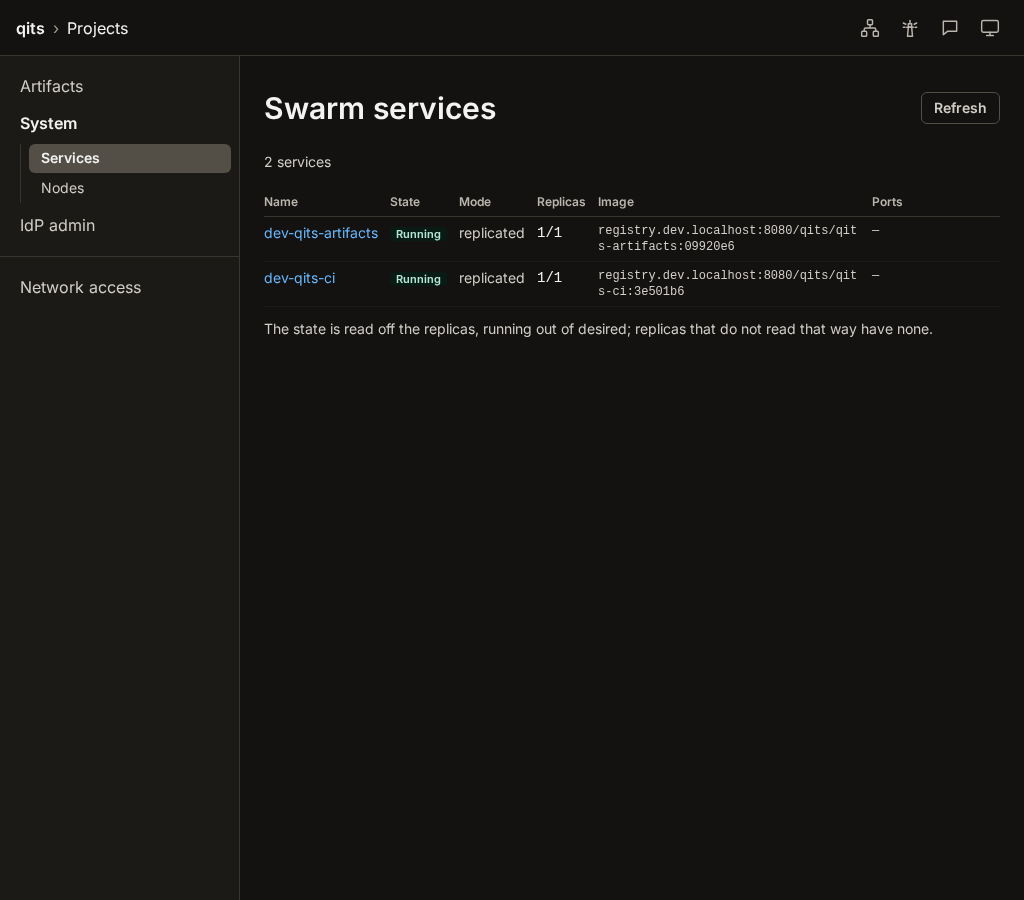 qits › Projects
Artifacts
System
Services
Nodes
IdP admin
Network access
Swarm services
Refresh
2 services
Name State Mode Replicas Image Ports
dev-qits-artifacts Running replicated 1/1 registry.dev.localhost:8080/qits/qit —
s-artifacts:09920e6
dev-qits-ci Running replicated 1/1 registry.dev.localhost:8080/qits/qit —
s-ci:3e501b6
The state is read off the replicas, running out of desired; replicas that do not read that way have none.